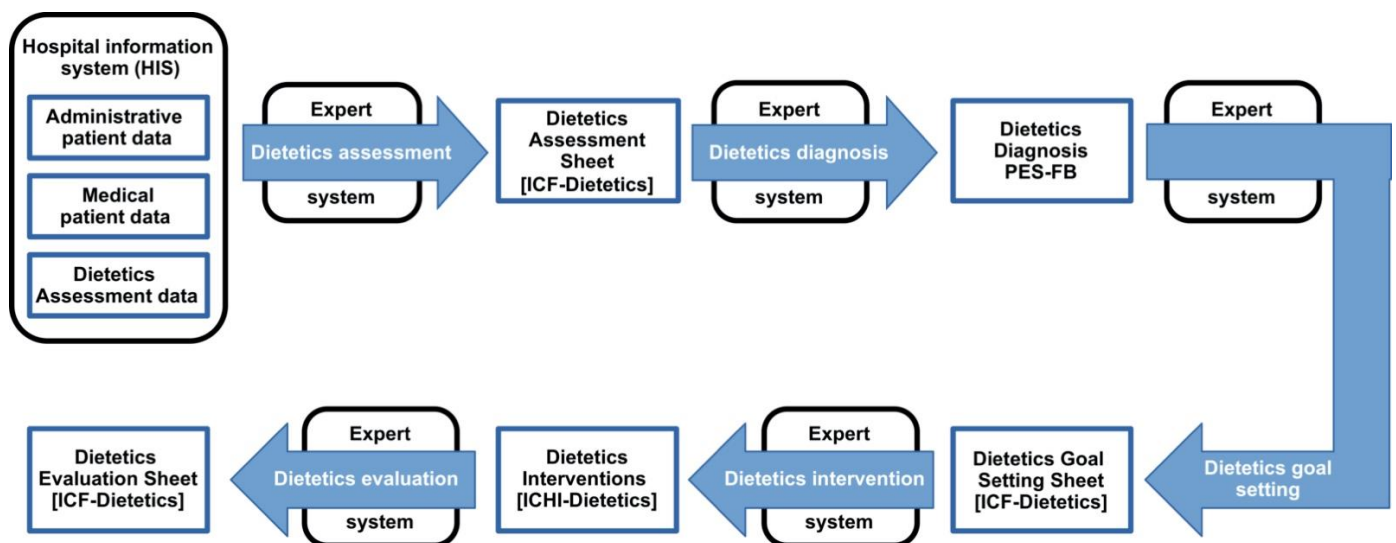 Hospital information
system (HIS)
Administrative
patient data
Medical
patient data
Dietetics
Assessment data
Expert
Dietetics assessment
system
Dietetics
Assessment
Sheet
[ICF-Dietetics]
Expert
Dietetics diagnosis
system
Dietetics
Diagnosis
PES-FB
Expert
system
Dietetics goal
setting
Dietetics Goal
Setting Sheet
[ICF-Dietetics]
Expert
Dietetics intervention
system
Dietetics
Interventions
[ICHI-Dietetics]
Expert
Dietetics evaluation
system
Dietetics
Evaluation Sheet
[ICF-Dietetics]